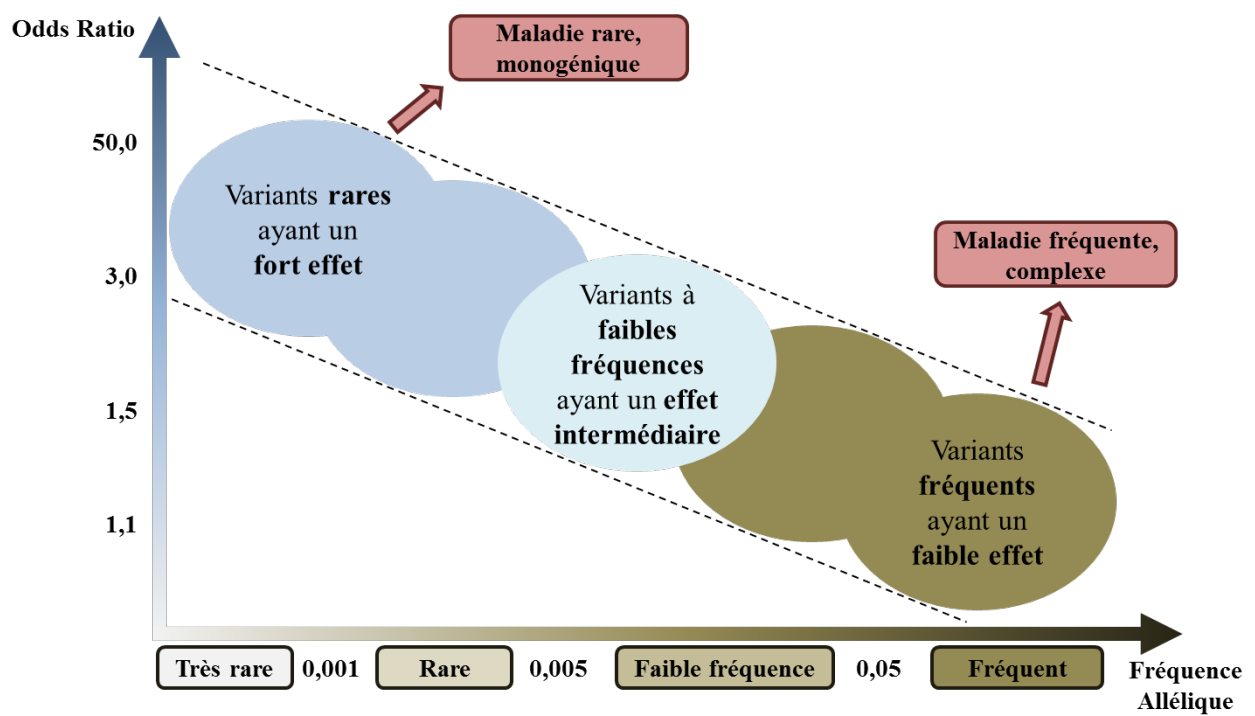 Odds Ratio
Maladie rare,
monogénique
50,0
Variants rares
ayant un
fort effet
Maladie fréquente,
complexe
3,0
Variants à
faibles
fréquences
ayant un effet
intermédiaire
1,5
Variants
fréquents
ayant un
faible effet
1,1
Très rare 0,001 Rare 0,005 Faible fréquence 0,05 Fréquent
Fréquence
Allélique